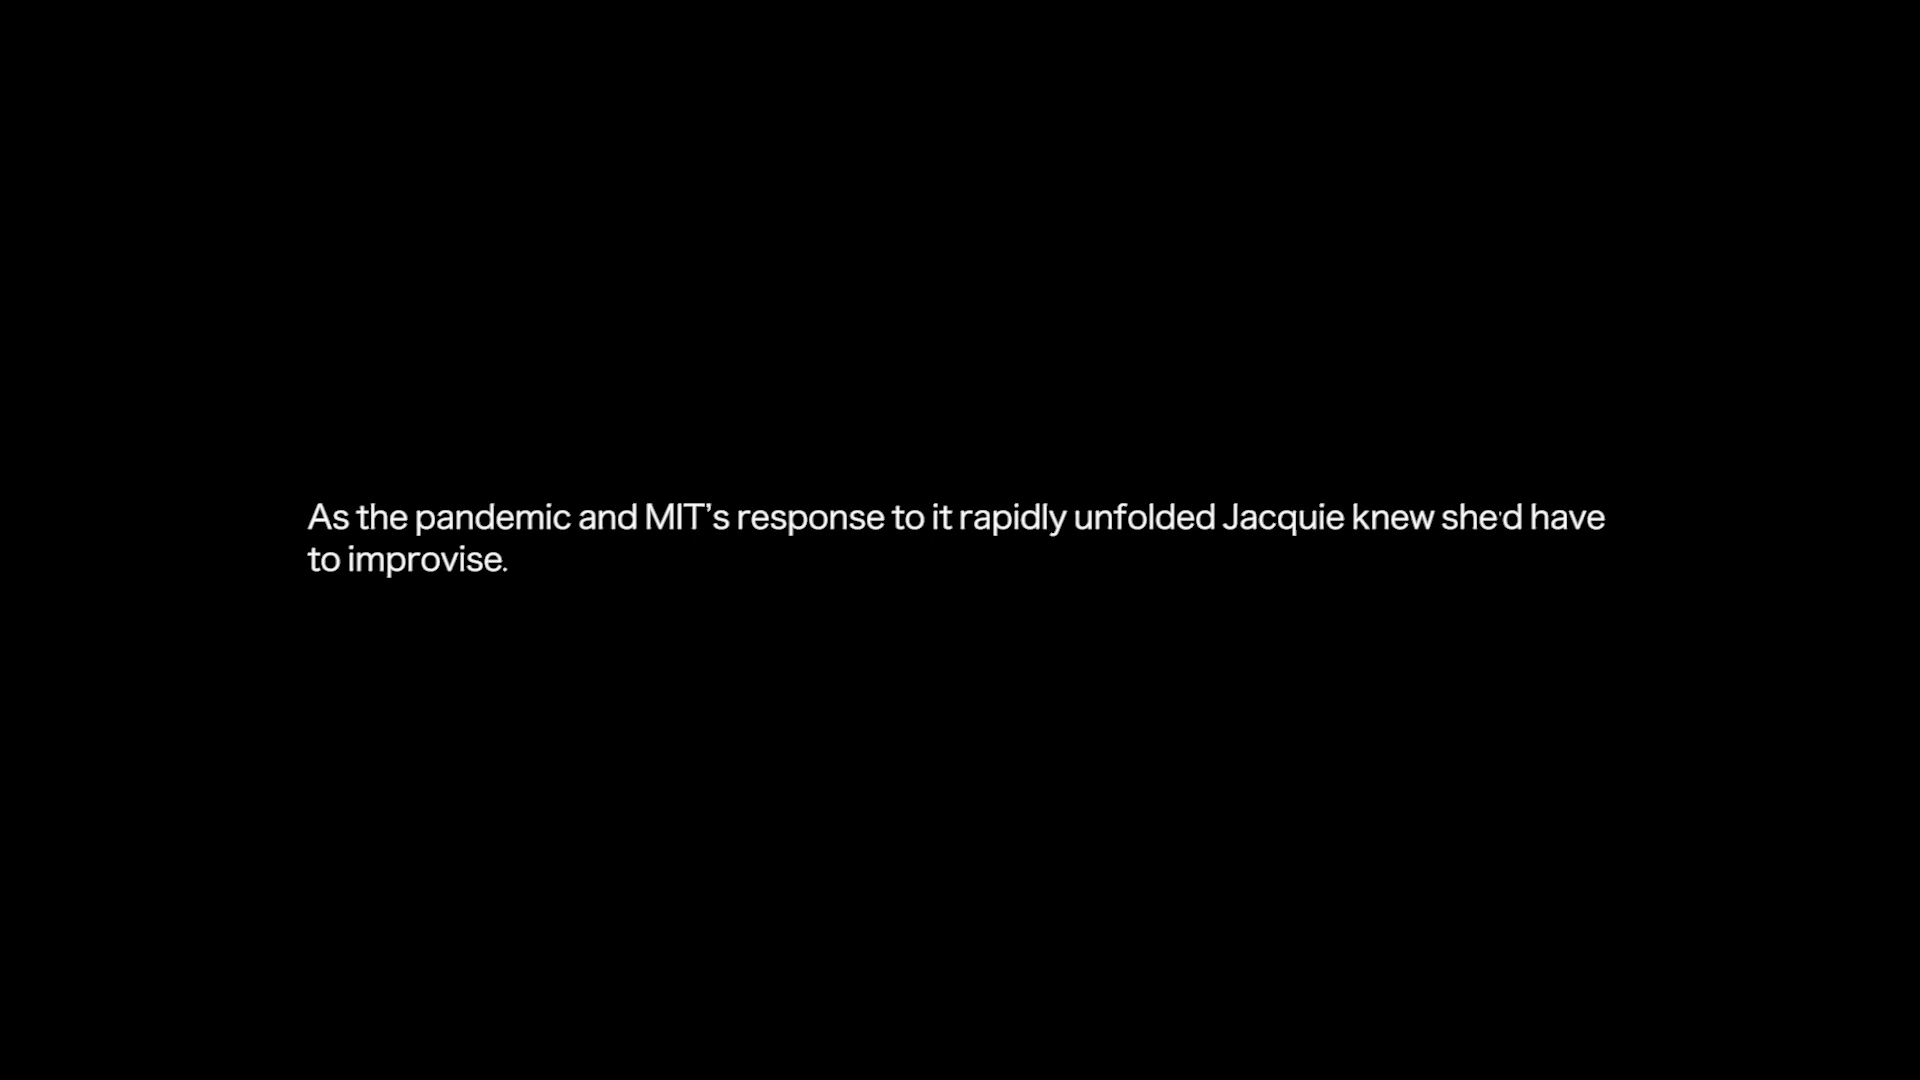 As the pandemic and MIT’s response to it rapidly unfolded Jacquie knew she'd have
to improvise.